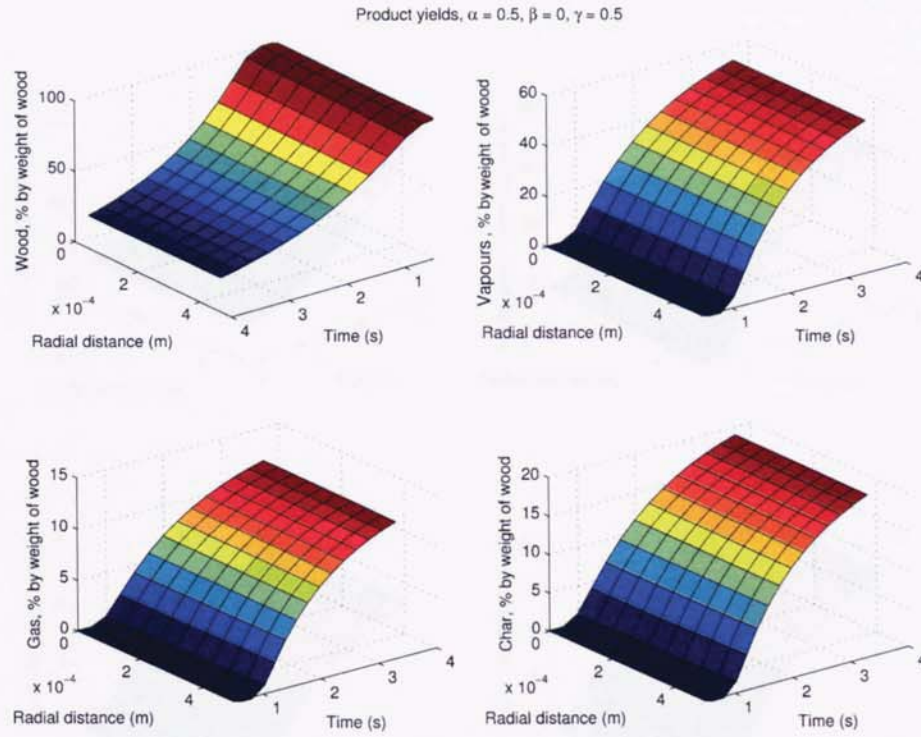 Product yields, α = 0.5, β = 0, γ = 0.5
Wood, % by weight of wood
100
50
0
0
2
4
x 10⁻⁴
Radial distance (m)
4
3
2
1
Time (s)
Vapours , % by weight of wood
60
40
20
0
0
2
4
x 10⁻⁴
Radial distance (m)
1
2
3
4
Time (s)
Gas, % by weight of wood
15
10
5
0
0
2
4
x 10⁻⁴
Radial distance (m)
1
2
3
4
Time (s)
Char, % by weight of wood
20
15
10
5
0
0
2
4
x 10⁻⁴
Radial distance (m)
1
2
3
4
Time (s)